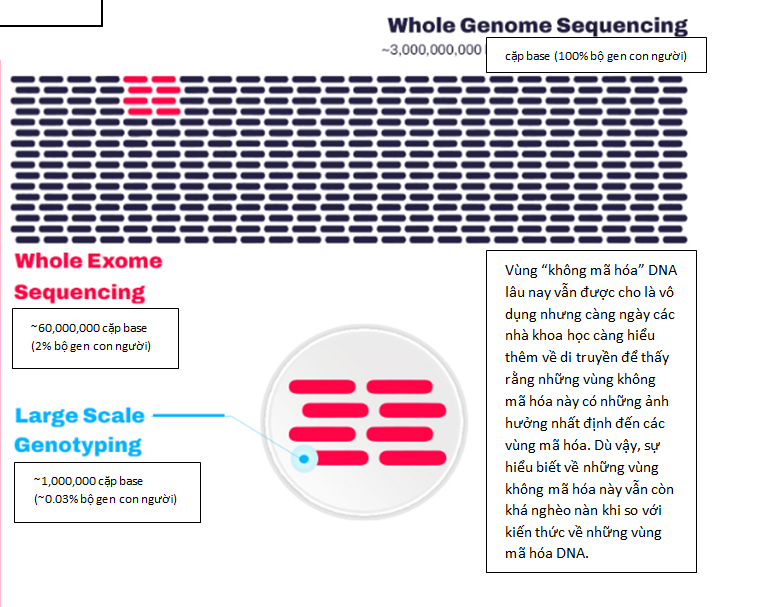 Whole Genome Sequencing
~3,000,000,000
cặp base (100% bộ gen con người)
Whole Exome
Sequencing
~60,000,000 cặp base
(2% bộ gen con người)
Large Scale
Genotyping
~1,000,000 cặp base
(~0.03% bộ gen con người)
Vùng “không mã hóa” DNA
lâu nay vẫn được cho là vô
dụng nhưng càng ngày các
nhà khoa học càng hiểu
thêm về di truyền để thấy
rằng những vùng không
mã hóa này có những ảnh
hưởng nhất định đến các
vùng mã hóa. Dù vậy, sự
hiểu biết về những vùng
không mã hóa này vẫn còn
khá nghèo nàn khi so với
kiến thức về những vùng
mã hóa DNA.